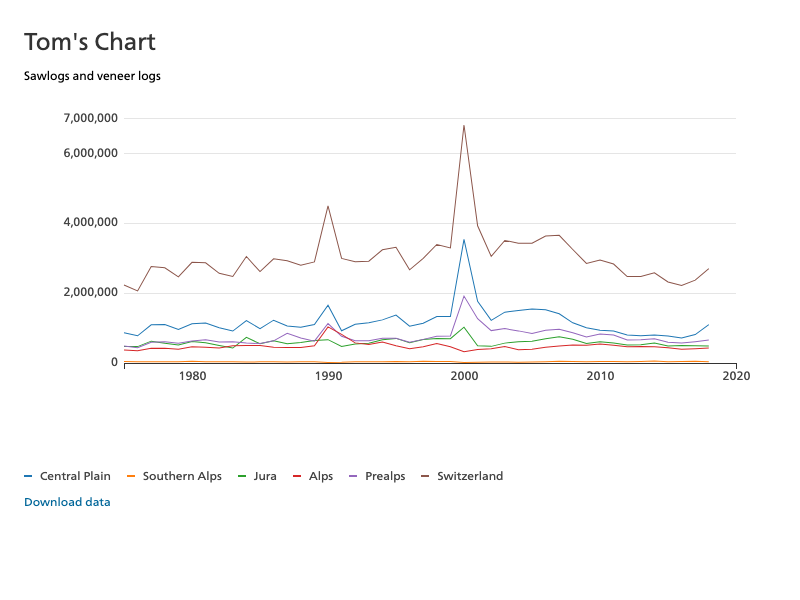 Tom's Chart
Sawlogs and veneer logs
7,000,000
6,000,000
4,000,000
2,000,000
0
1980 1990 2000 2010 2020
Central Plain Southern Alps Jura Alps Prealps Switzerland
Download data